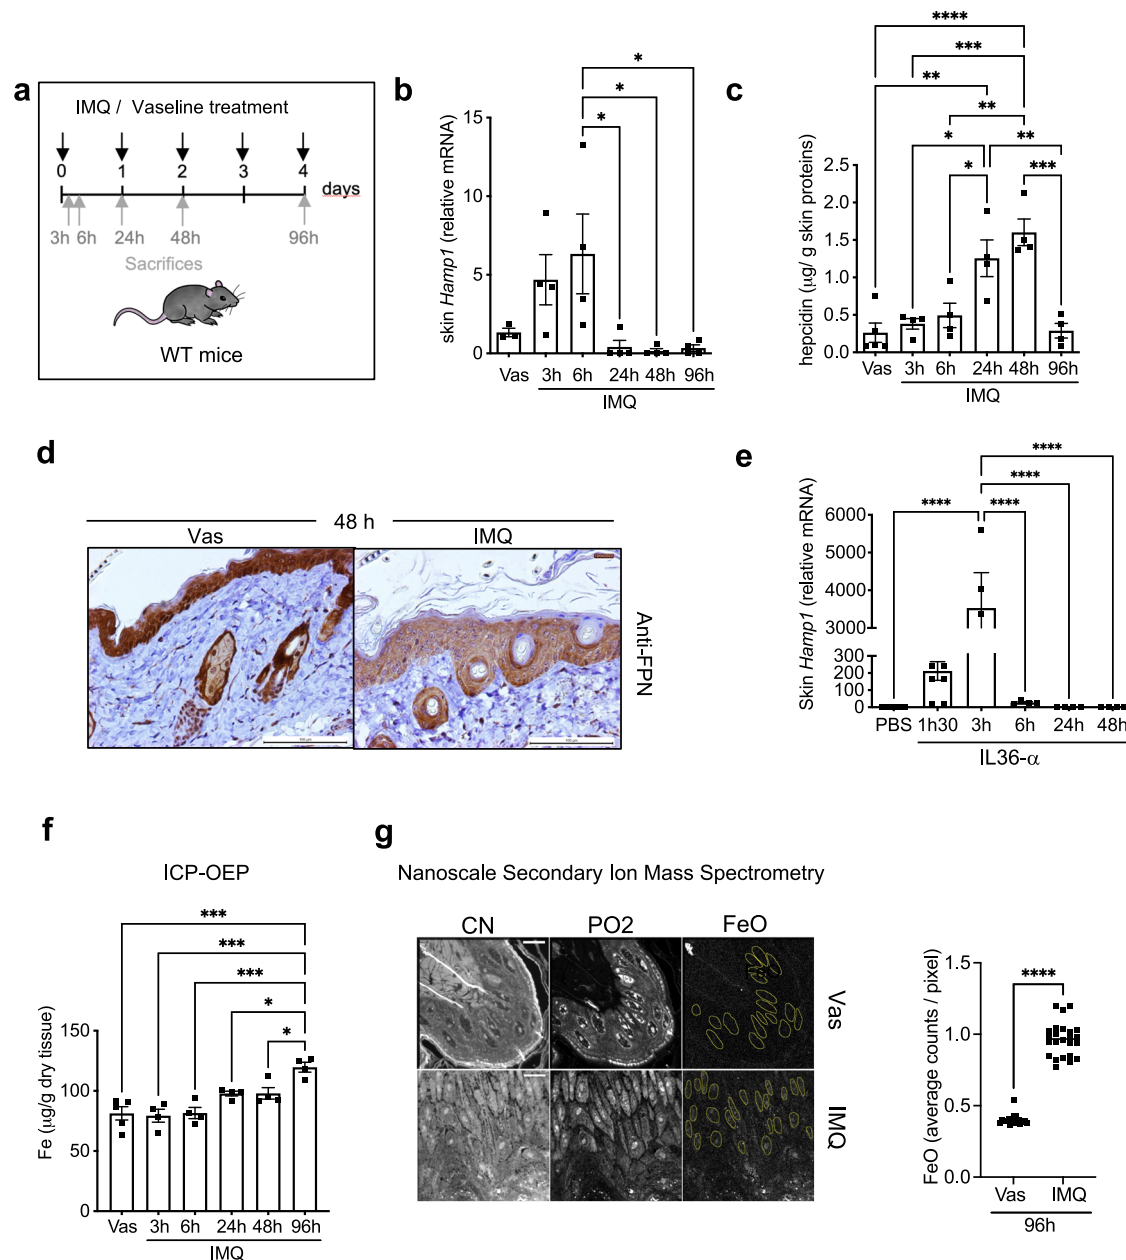 a
IMQ / Vaseline treatment
0 1 2 3 4
days
3h 6h 24h 48h 96h
Sacrifices
WT mice
b
*
*
*
skin Hamp1 (relative mRNA)
15
10
5
0
Vas 3h 6h 24h 48h 96h
IMQ
c
****
***
**
**
* **
* ***
hepcidin (µg/ g skin proteins)
2.5
2.0
1.5
1.0
0.5
0.0
Vas 3h 6h 24h 48h 96h
IMQ
d
48 h
Vas IMQ
Anti-FPN
e
****
****
**** ****
Skin Hamp1 (relative mRNA)
6000
5000
4000
3000
300
200
100
0
PBS 1h30 3h 6h 24h 48h
IL36-α
f
ICP-OEP
***
***
***
*
*
Fe (µg/g dry tissue)
150
100
50
0
Vas 3h 6h 24h 48h 96h
IMQ
g
Nanoscale Secondary Ion Mass Spectrometry
CN PO2 FeO
Vas
IMQ
****
FeO (average counts / pixel)
1.5
1.0
0.5
0.0
Vas IMQ
96h